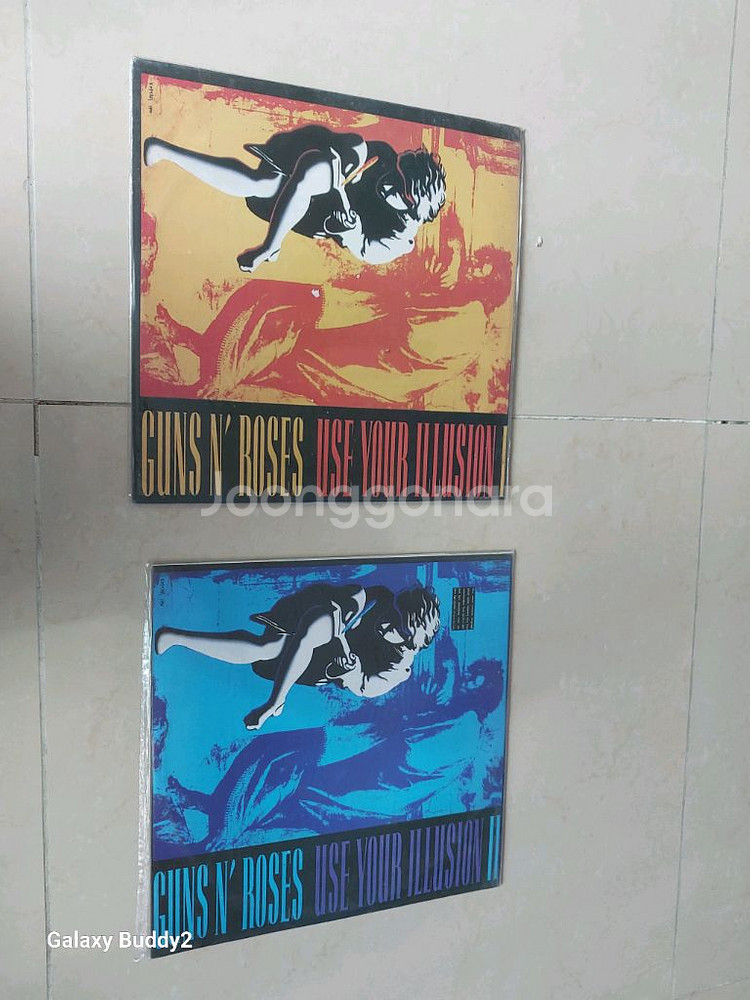 GUNS N' ROSES USE YOUR ILLUSION I
Joonggonara
GUNS N' ROSES USE YOUR ILLUSION II
Galaxy Buddy2